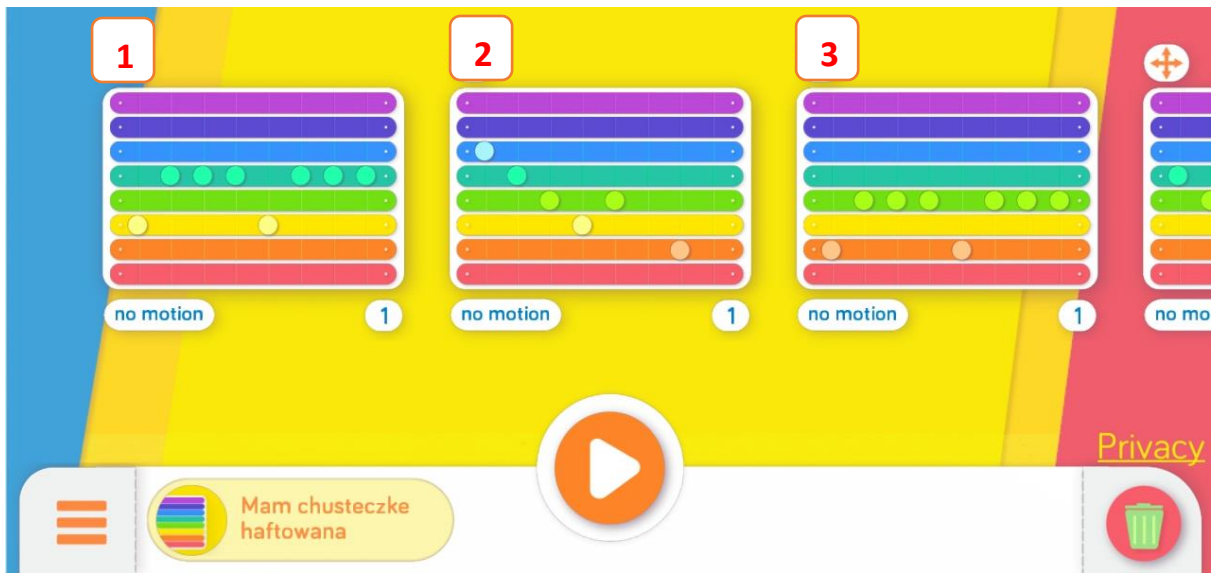 1
2
3
no motion
1
no motion
1
no motion
1
no mo
Privacy
Mam chusteczke
haftowana